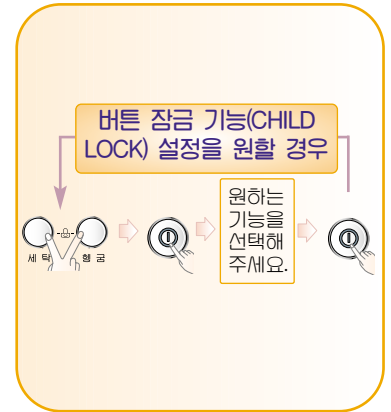 버튼 잠금 기능(CHILD
LOCK) 설정을 원할 경우
원하는
기능을
선택해
주세요.
세 탁
헹 굼